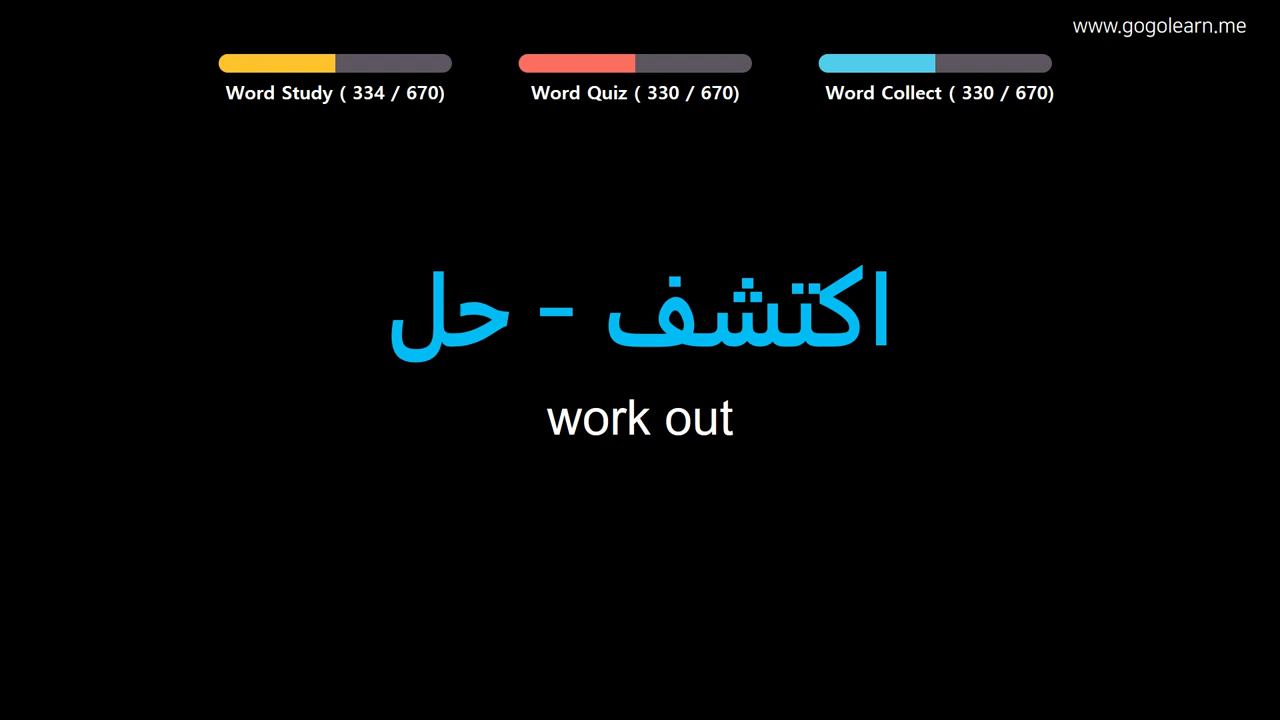 www.gogolearn.me
Word Study ( 334 / 670)
Word Quiz ( 330 / 670)
Word Collect ( 330 / 670)
اكتشف - حل
work out